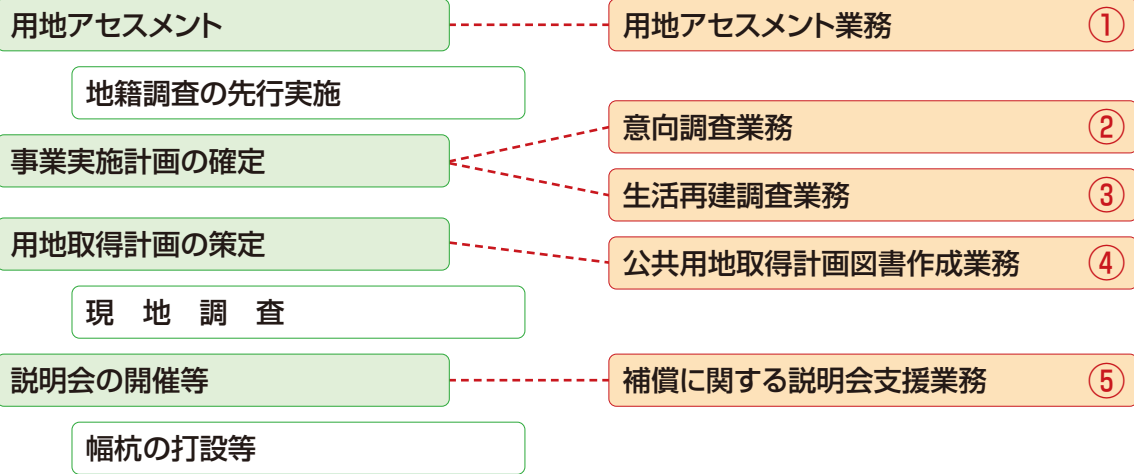 用地アセスメント
用地アセスメント業務 ①
地籍調査の先行実施
意向調査業務 ②
事業実施計画の確定
生活再建調査業務 ③
用地取得計画の策定
公共用地取得計画図書作成業務 ④
現　地　調　査
説明会の開催等
補償に関する説明会支援業務 ⑤
幅杭の打設等